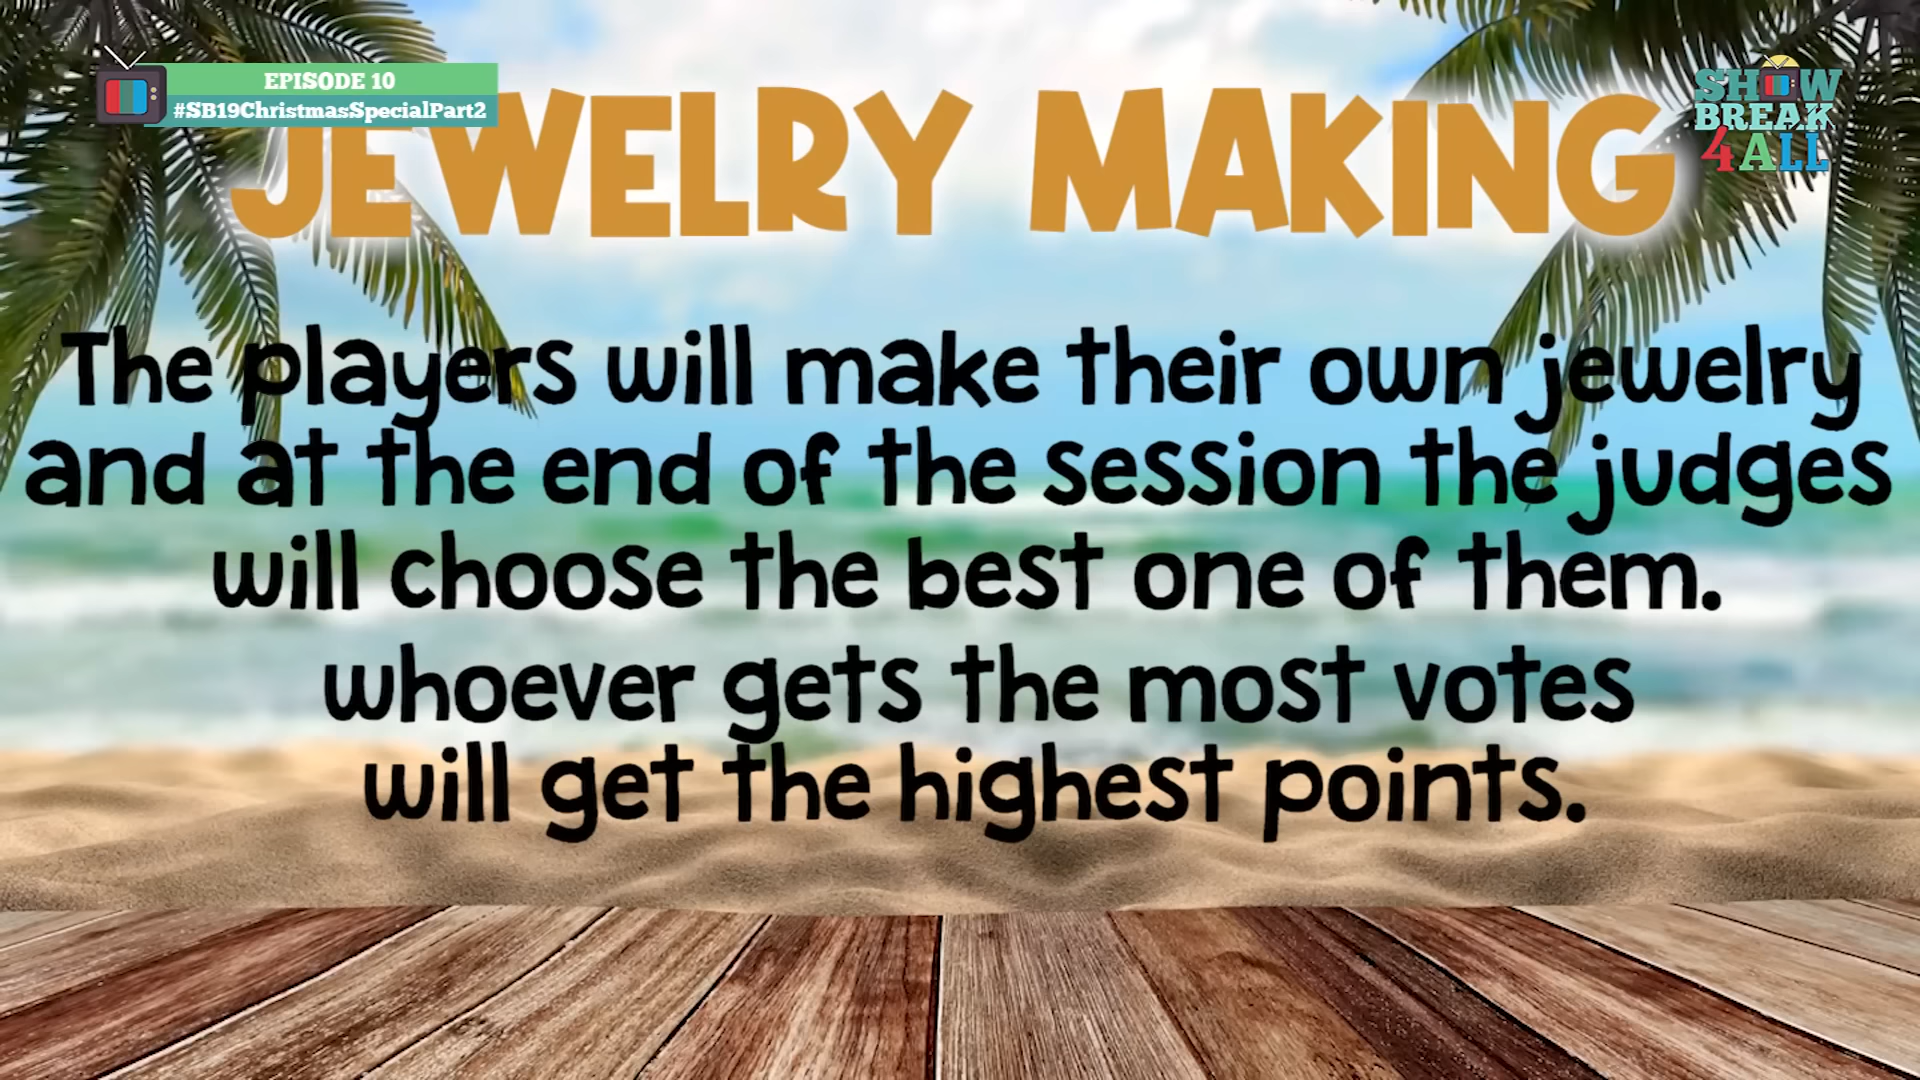 EPISODE 10
#SB19ChristmasSpecialPart2
SHOW
BREAK
4 ALL
JEWELRY MAKING
The players will make their own jewelry
and at the end of the session the judges
will choose the best one of them.
whoever gets the most votes
will get the highest points.